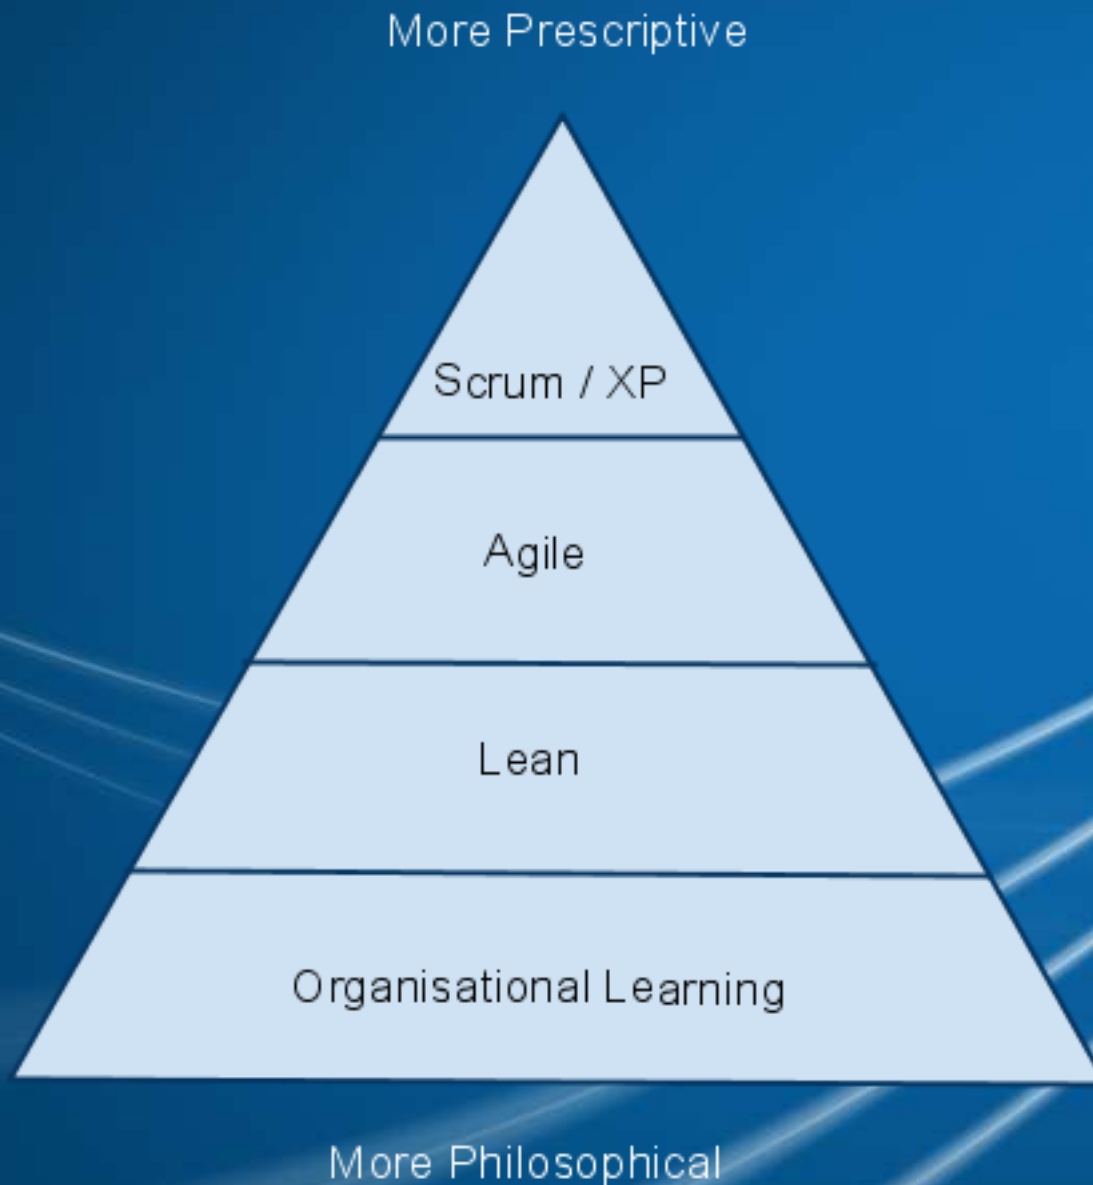 More Prescriptive
Scrum / XP
Agile
Lean
Organisational Learning
More Philosophical